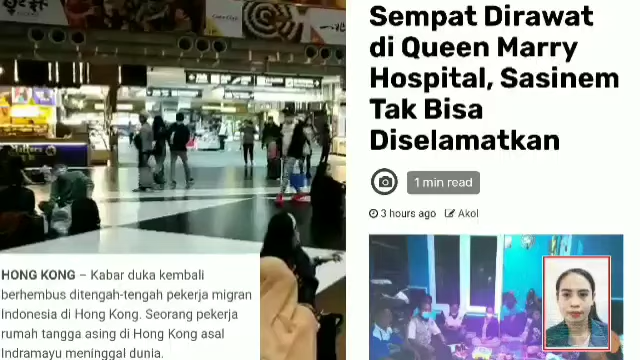 HONG KONG – Kabar duka kembali
berhembus ditengah-tengah pekerja migran
Indonesia di Hong Kong. Seorang pekerja
rumah tangga asing di Hong Kong asal
Indramayu meninggal dunia.
Sempat Dirawat
di Queen Marry
Hospital, Sasinem
Tak Bisa
Diselamatkan
1 min read
3 hours ago Akol